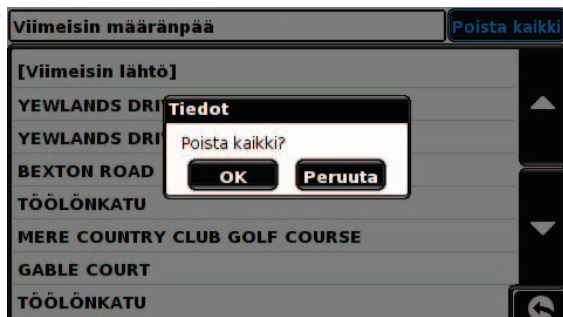 Viimeisin määränpää
Poista kaikki
[Viimeisin lähtö]
YEWLANDS DRI
Tiedot
YEWLANDS DRI
Poista kaikki?
BEXTON ROAD
OK
Peruuta
TÖÖLÖNKATU
MERE COUNTRY CLUB GOLF COURSE
GABLE COURT
TÖÖLÖNKATU